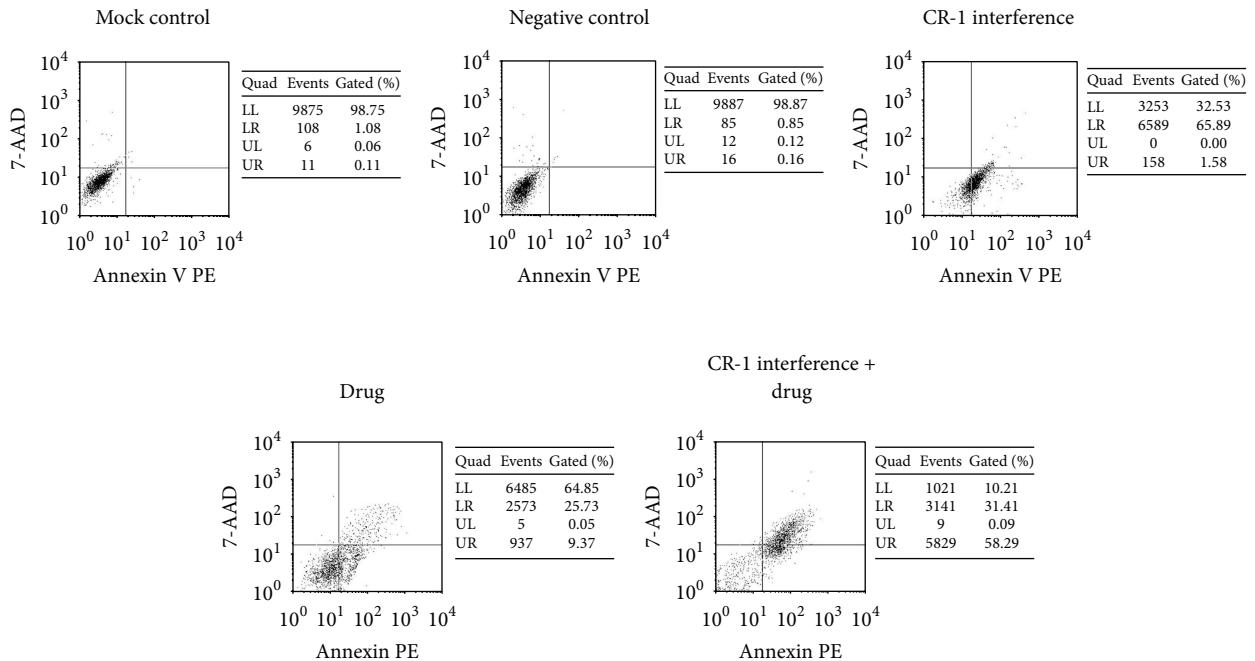 Mock control
7-AAD
10^4
10^3
10^2
10^1
10^0
10^0 10^1 10^2 10^3 10^4
Annexin V PE
Quad Events Gated (%)
LL 9875 98.75
LR 108 1.08
UL 6 0.06
UR 11 0.11
Negative control
7-AAD
10^4
10^3
10^2
10^1
10^0
10^0 10^1 10^2 10^3 10^4
Annexin V PE
Quad Events Gated (%)
LL 9887 98.87
LR 85 0.85
UL 12 0.12
UR 16 0.16
CR-1 interference
7-AAD
10^4
10^3
10^2
10^1
10^0
10^0 10^1 10^2 10^3 10^4
Annexin V PE
Quad Events Gated (%)
LL 3253 32.53
LR 6589 65.89
UL 0 0.00
UR 158 1.58
Drug
7-AAD
10^4
10^3
10^2
10^1
10^0
10^0 10^1 10^2 10^3 10^4
Annexin PE
Quad Events Gated (%)
LL 6485 64.85
LR 2573 25.73
UL 5 0.05
UR 937 9.37
CR-1 interference +
drug
7-AAD
10^4
10^3
10^2
10^1
10^0
10^0 10^1 10^2 10^3 10^4
Annexin PE
Quad Events Gated (%)
LL 1021 10.21
LR 3141 31.41
UL 9 0.09
UR 5829 58.29